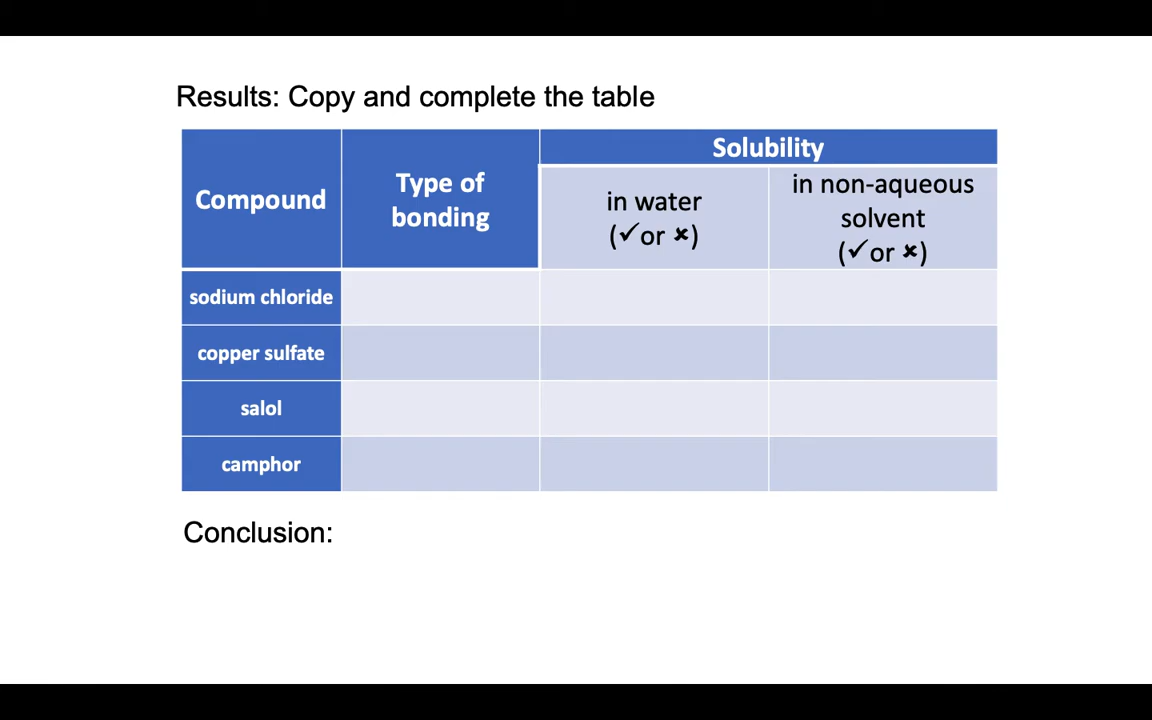 Results: Copy and complete the table
Solubility
Compound
Type of
bonding
in water
(✓or ✖)
in non-aqueous
solvent
(✓or ✖)
sodium chloride
copper sulfate
salol
camphor
Conclusion: